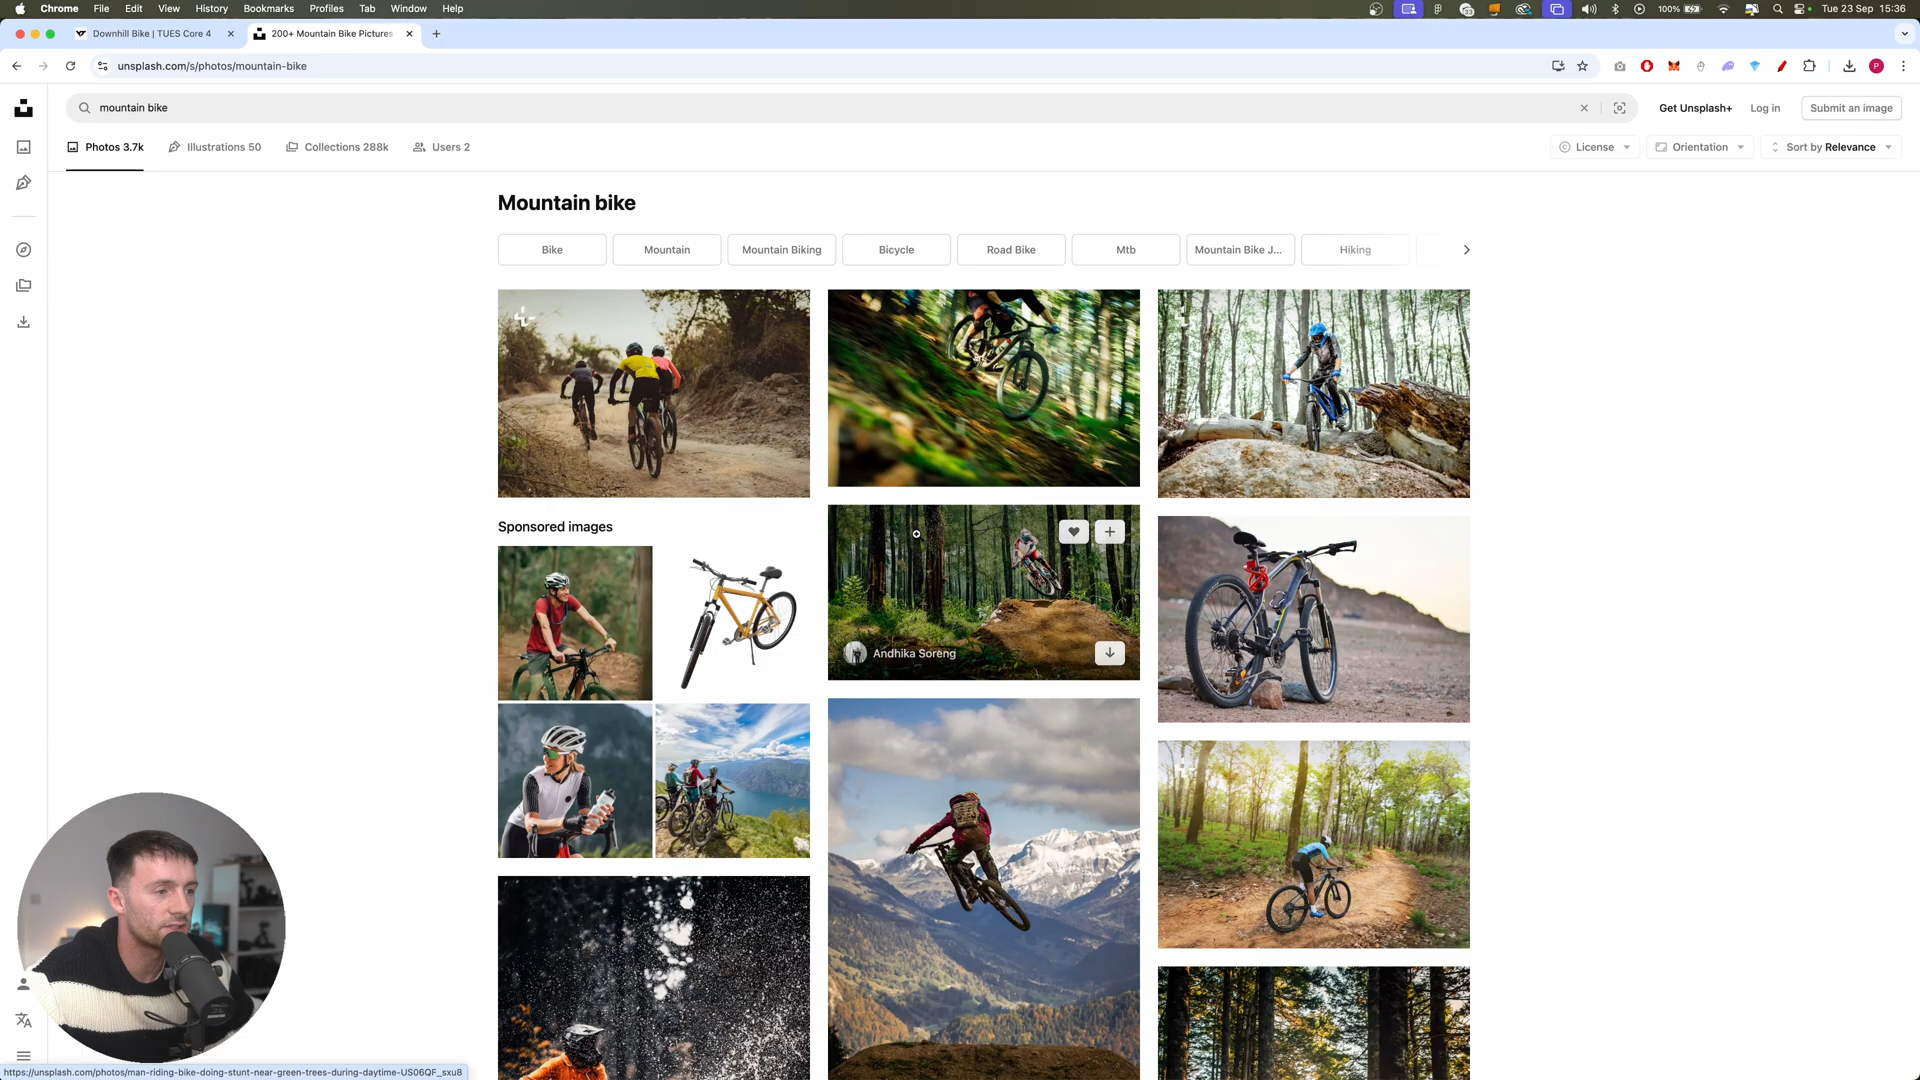 Chrome File Edit View History Bookmarks Profiles Tab Window Help
100% Tue 23 Sep 15:36
Downhill Bike | TUES Core 4
200+ Mountain Bike Pictures
unsplash.com/s/photos/mountain-bike
mountain bike
Get Unsplash+ Log in Submit an image
Photos 3.7k Illustrations 50 Collections 288k Users 2
License Orientation Sort by Relevance
Mountain bike
Bike Mountain Mountain Biking Bicycle Road Bike Mtb Mountain Bike J... Hiking
Sponsored images
Andhika Soreng
https://unsplash.com/photos/man-riding-bike-doing-stunt-near-green-trees-during-daytime-US06QF_sxu8